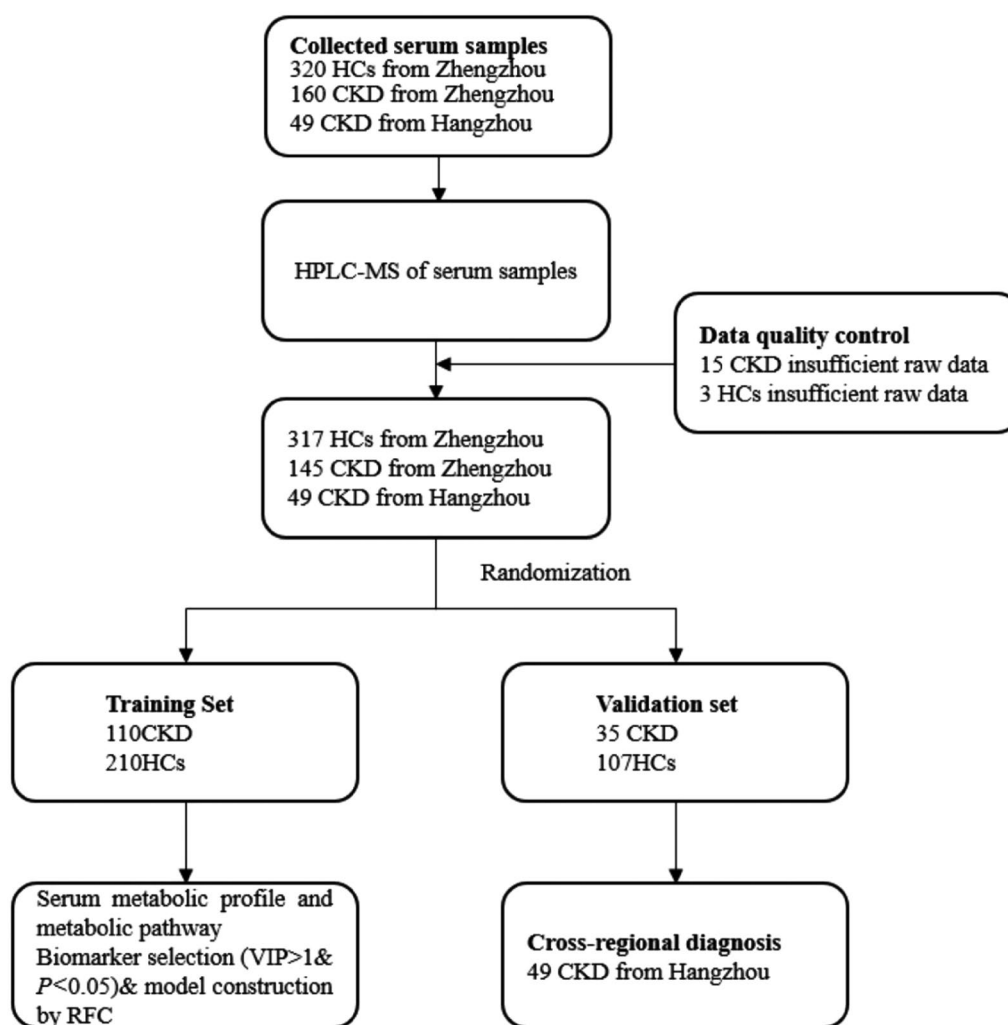 Collected serum samples
320 HCs from Zhengzhou
160 CKD from Zhengzhou
49 CKD from Hangzhou
HPLC-MS of serum samples
Data quality control
15 CKD insufficient raw data
3 HCs insufficient raw data
317 HCs from Zhengzhou
145 CKD from Zhengzhou
49 CKD from Hangzhou
Randomization
Training Set
110CKD
210HCs
Validation set
35 CKD
107HCs
Serum metabolic profile and
metabolic pathway
Biomarker selection (VIP>1&
P<0.05)& model construction
by RFC
Cross-regional diagnosis
49 CKD from Hangzhou